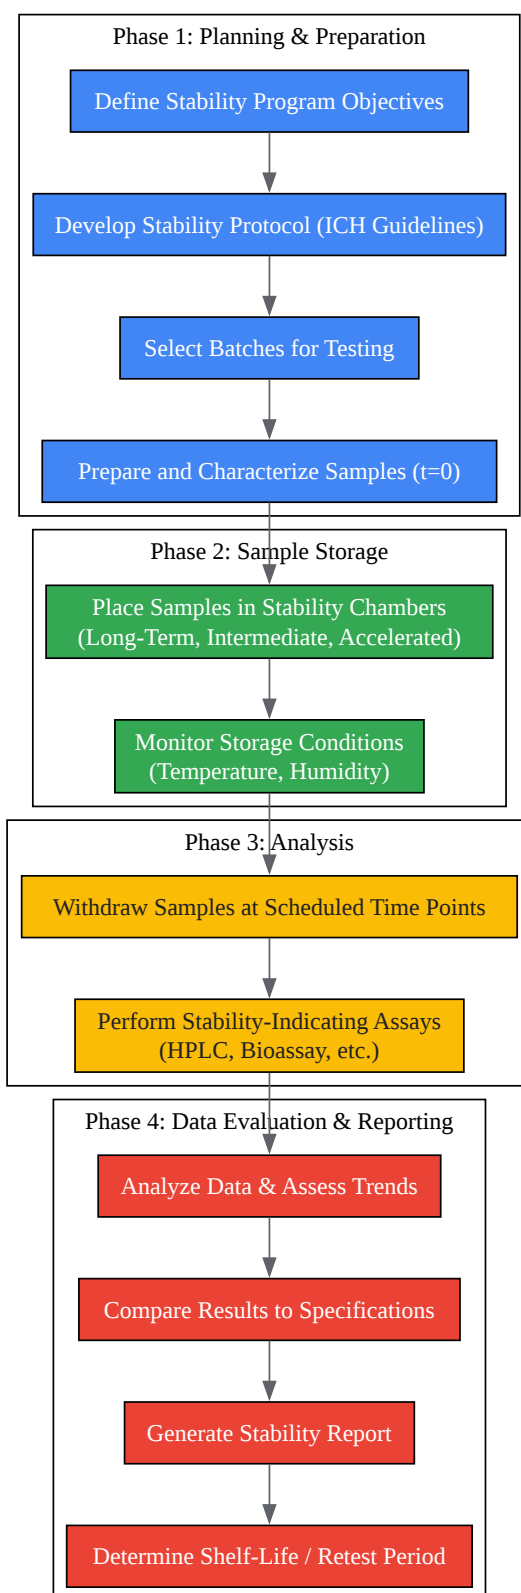 Phase 1: Planning & Preparation
Define Stability Program Objectives
Develop Stability Protocol (ICH Guidelines)
Select Batches for Testing
Prepare and Characterize Samples (t=0)
Phase 2: Sample Storage
Place Samples in Stability Chambers
(Long-Term, Intermediate, Accelerated)
Monitor Storage Conditions
(Temperature, Humidity)
Phase 3: Analysis
Withdraw Samples at Scheduled Time Points
Perform Stability-Indicating Assays
(HPLC, Bioassay, etc.)
Phase 4: Data Evaluation & Reporting
Analyze Data & Assess Trends
Compare Results to Specifications
Generate Stability Report
Determine Shelf-Life / Retest Period